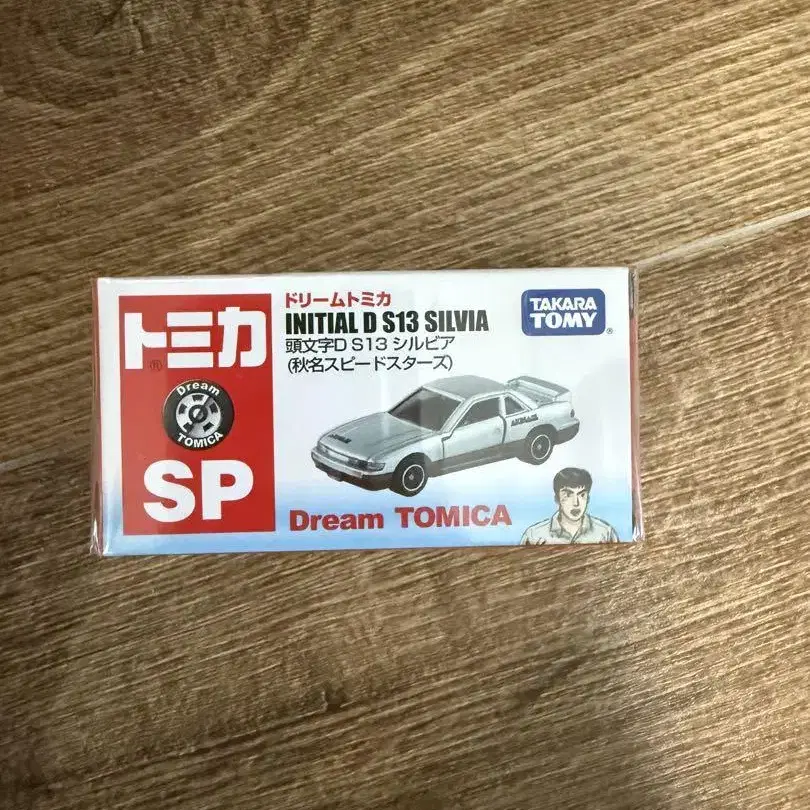 トミカ
®
Dream
TOMICA
SP
ドリームトミカ
INITIAL D S13 SILVIA
頭文字D S13 シルビア
(秋名スピードスターズ)
TAKARA
TOMY
®
Dream TOMICA